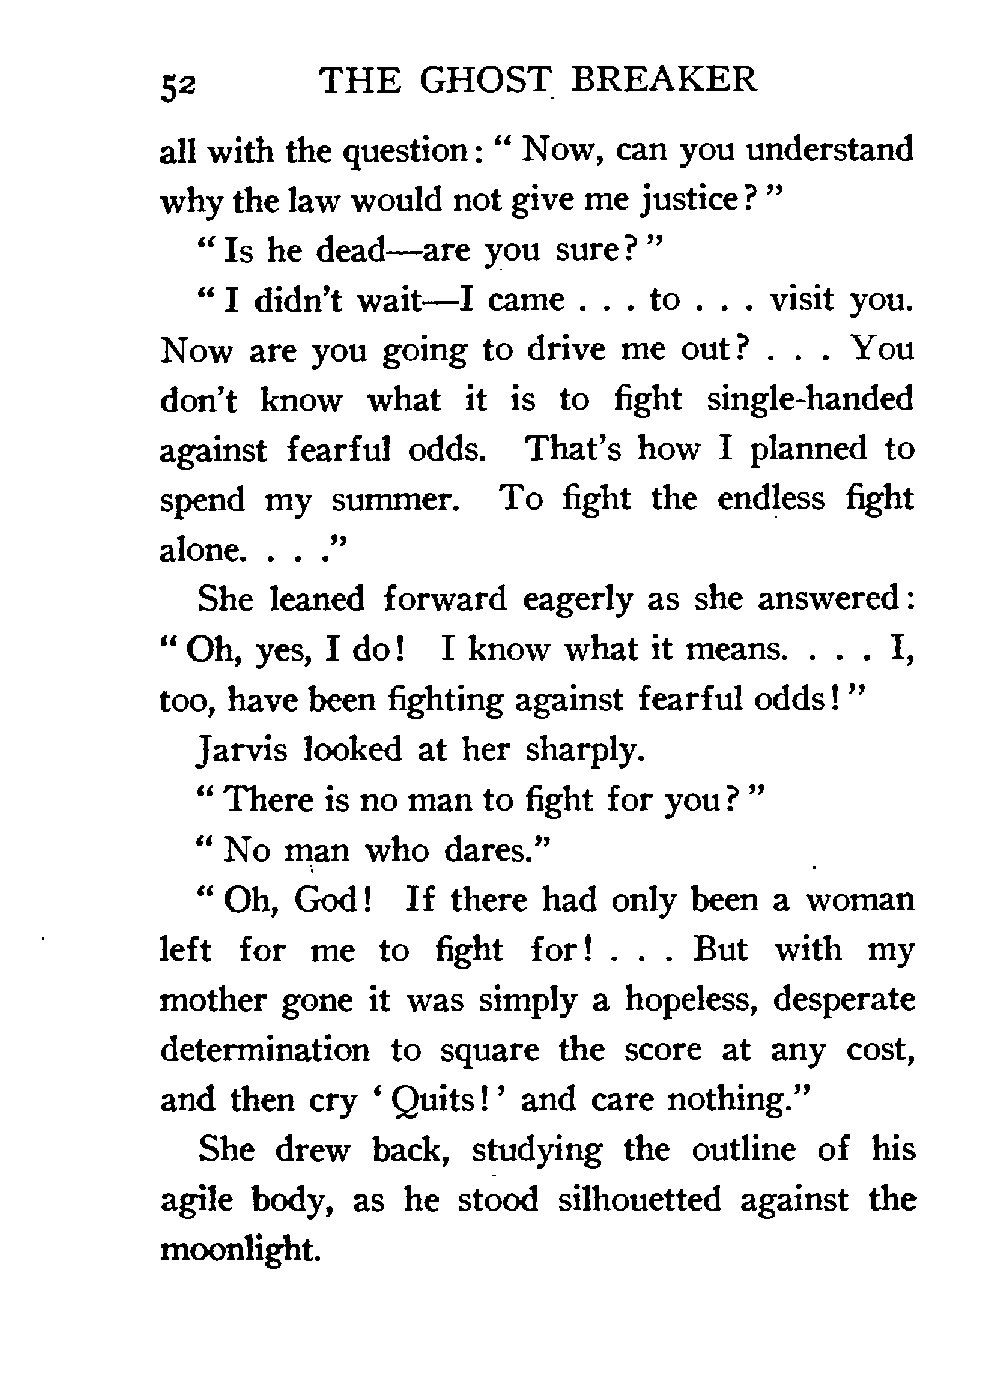 52 THE GHOST BREAKER
all with the question: “ Now, can you understand
why the law would not give me justice? ”
“ Is he dead—are you sure? ”
“ I didn’t wait—I came . . . to . . . visit you.
Now are you going to drive me out? . . . You
don’t know what it is to fight single-handed
against fearful odds. That’s how I planned to
spend my summer. To fight the endless fight
alone. . . .”
She leaned forward eagerly as she answered:
“ Oh, yes, I do! I know what it means. . . . I,
too, have been fighting against fearful odds! ”
Jarvis looked at her sharply.
“ There is no man to fight for you? ”
“ No man who dares.”
“ Oh, God! If there had only been a woman
left for me to fight for! . . . But with my
mother gone it was simply a hopeless, desperate
determination to square the score at any cost,
and then cry ‘ Quits! ’ and care nothing.”
She drew back, studying the outline of his
agile body, as he stood silhouetted against the
moonlight.